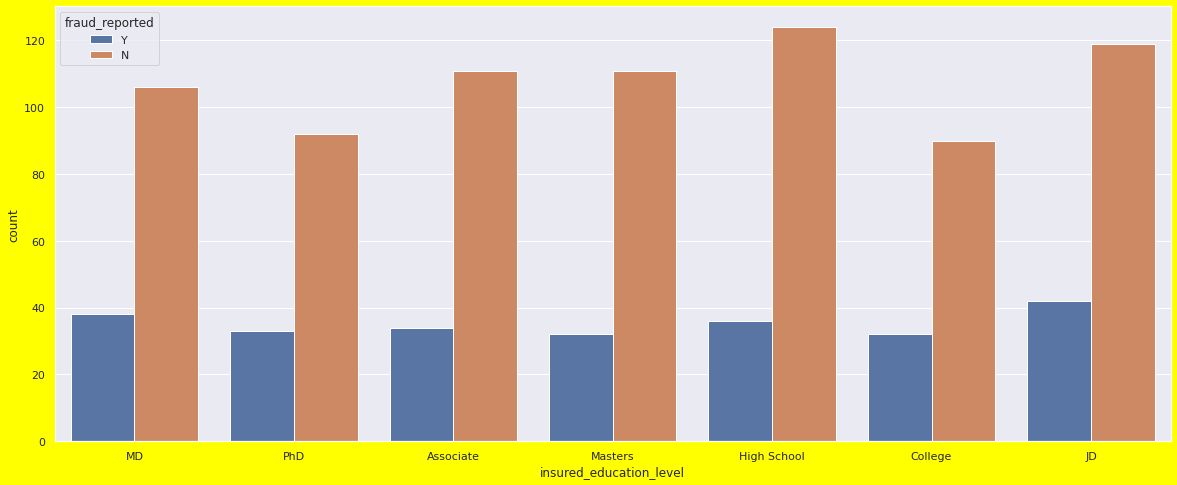 fraud_reported
Y
N
120
100
80
60
40
20
0
count
MD PhD Associate Masters High School College JD
insured_education_level